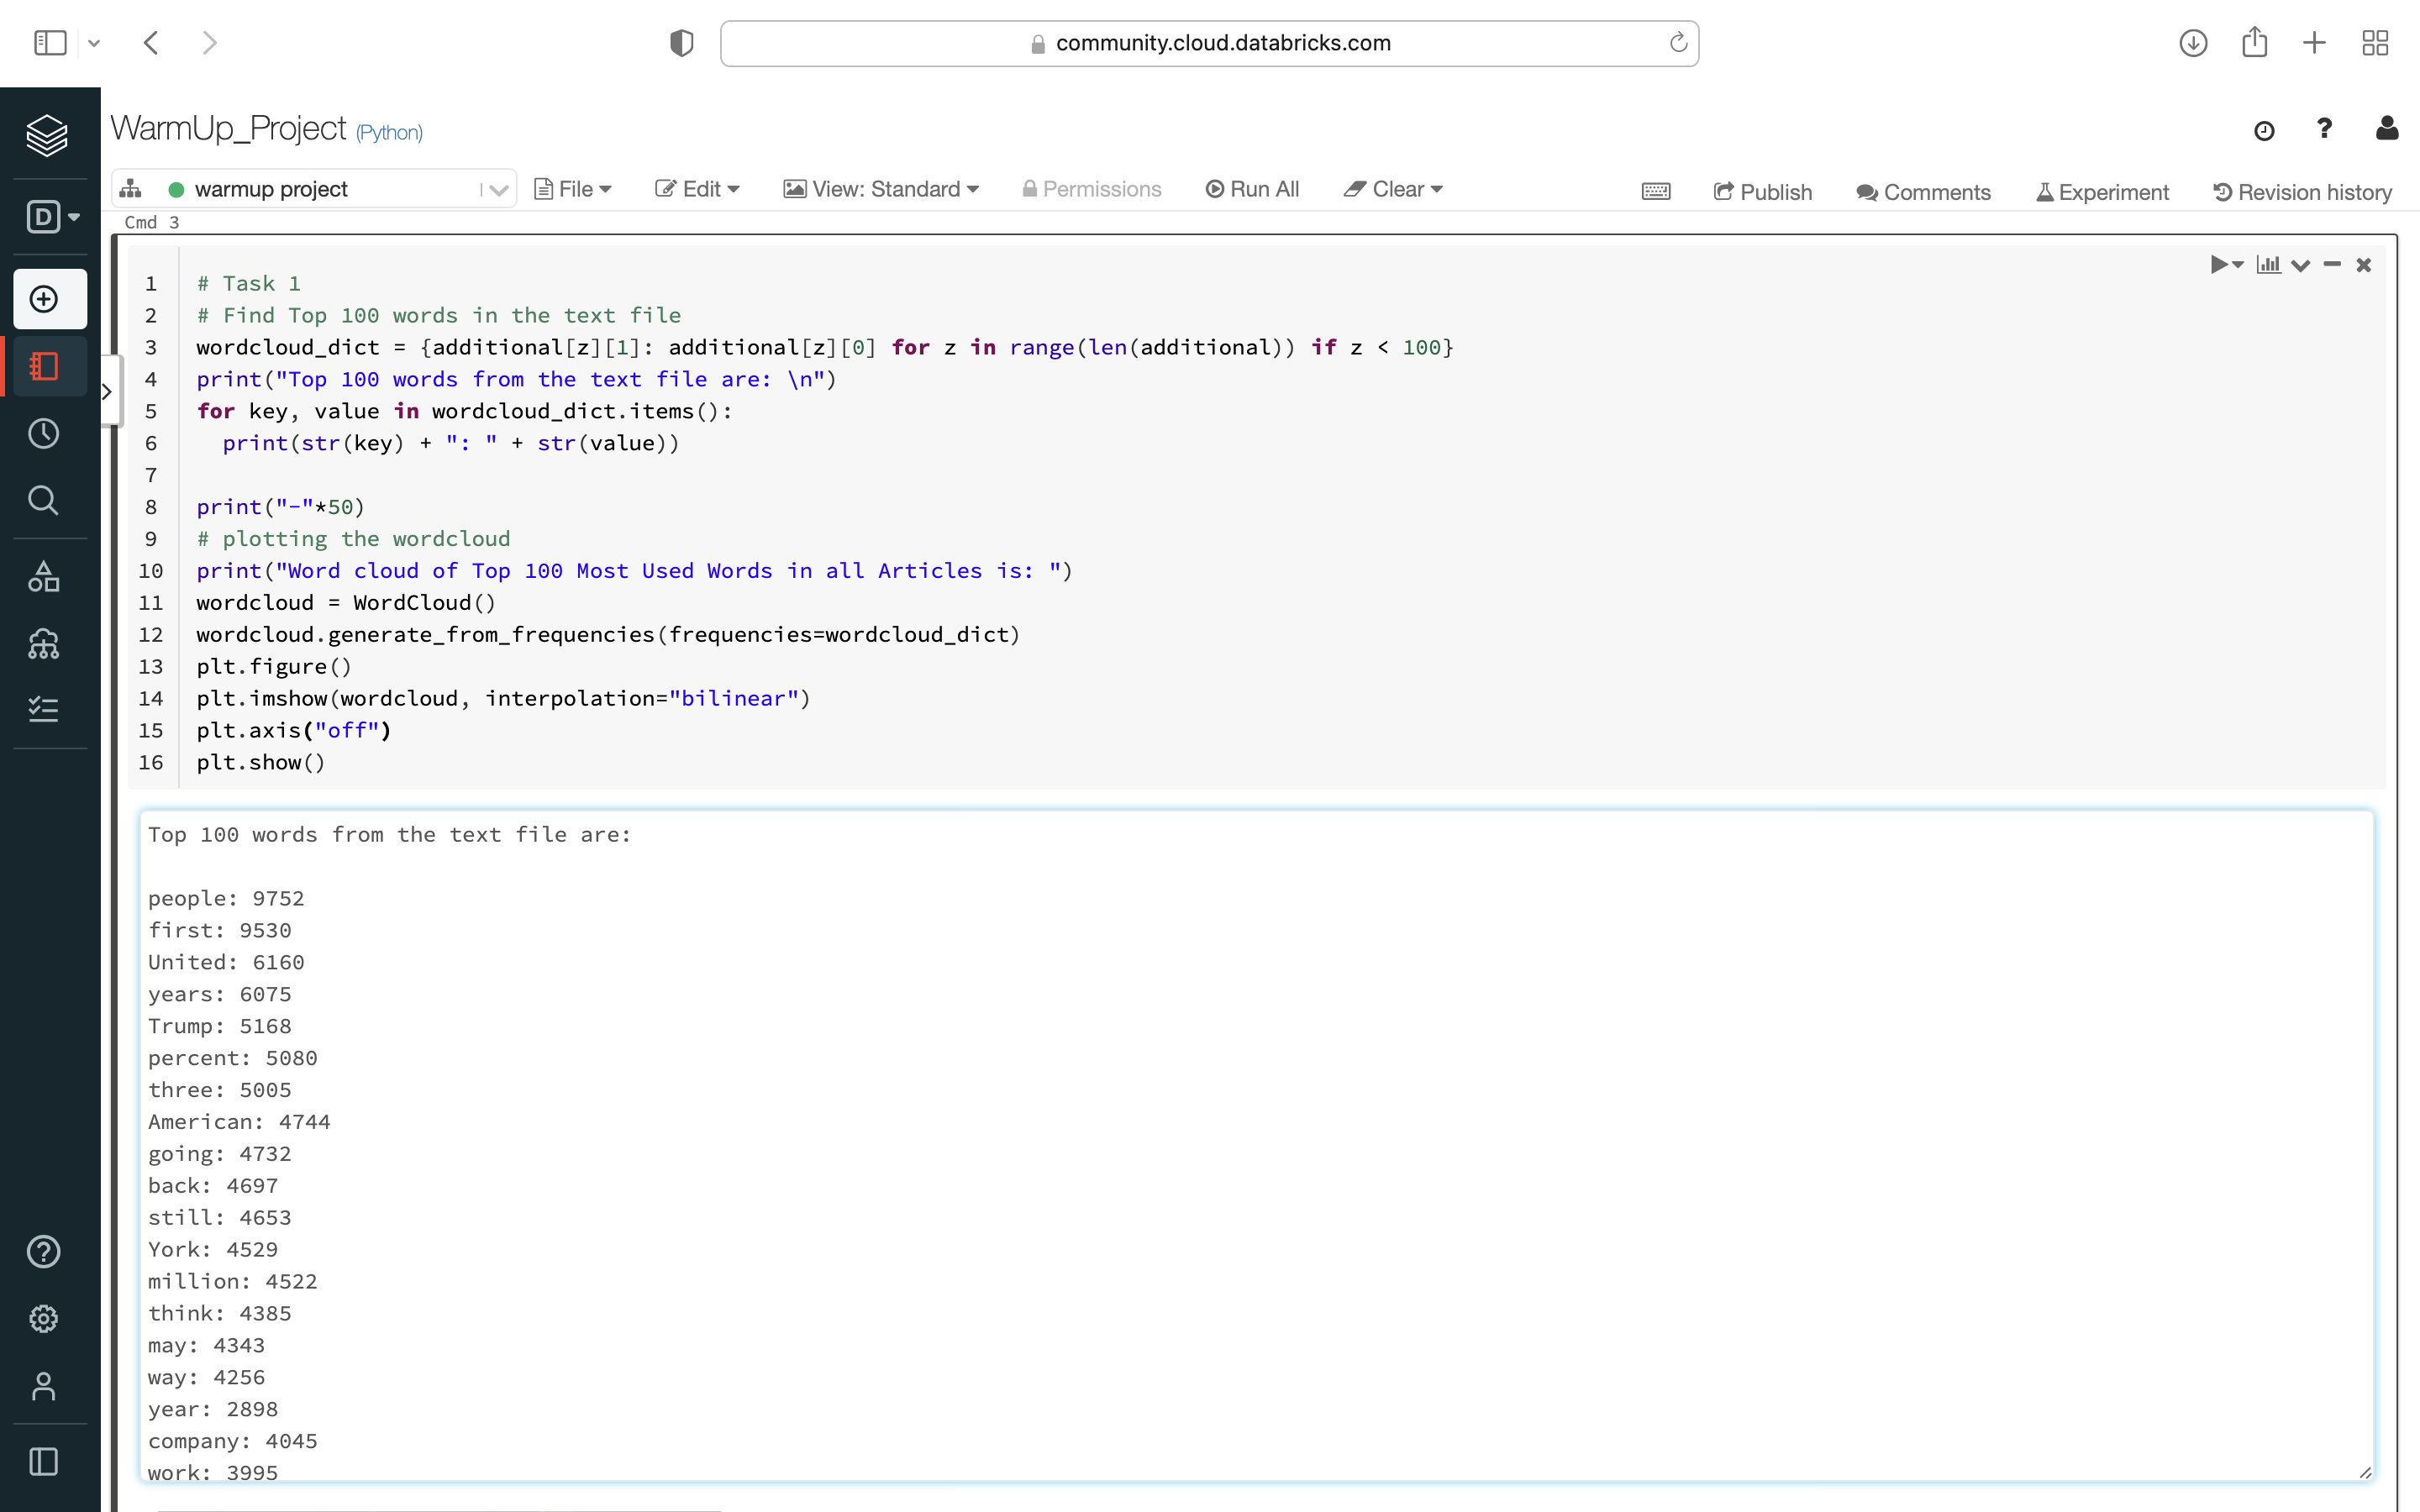 community.cloud.databricks.com
WarmUp_Project (Python)
D
warmup project
File
Edit
View: Standard
Permissions
Run All
Clear
Publish
Comments
Experiment
Revision history
Cmd 3
1 # Task 1
2 # Find Top 100 words in the text file
3 wordcloud_dict = {additional[z][1]: additional[z][0] for z in range(len(additional)) if z < 100}
4 print("Top 100 words from the text file are: \n")
5 for key, value in wordcloud_dict.items():
6   print(str(key) + ": " + str(value))
7
8 print("-"*50)
9 # plotting the wordcloud
10 print("Word cloud of Top 100 Most Used Words in all Articles is: ")
11 wordcloud = WordCloud()
12 wordcloud.generate_from_frequencies(frequencies=wordcloud_dict)
13 plt.figure()
14 plt.imshow(wordcloud, interpolation="bilinear")
15 plt.axis("off")
16 plt.show()
Top 100 words from the text file are:
people: 9752
first: 9530
United: 6160
years: 6075
Trump: 5168
percent: 5080
three: 5005
American: 4744
going: 4732
back: 4697
still: 4653
York: 4529
million: 4522
think: 4385
may: 4343
way: 4256
year: 2898
company: 4045
work: 3995